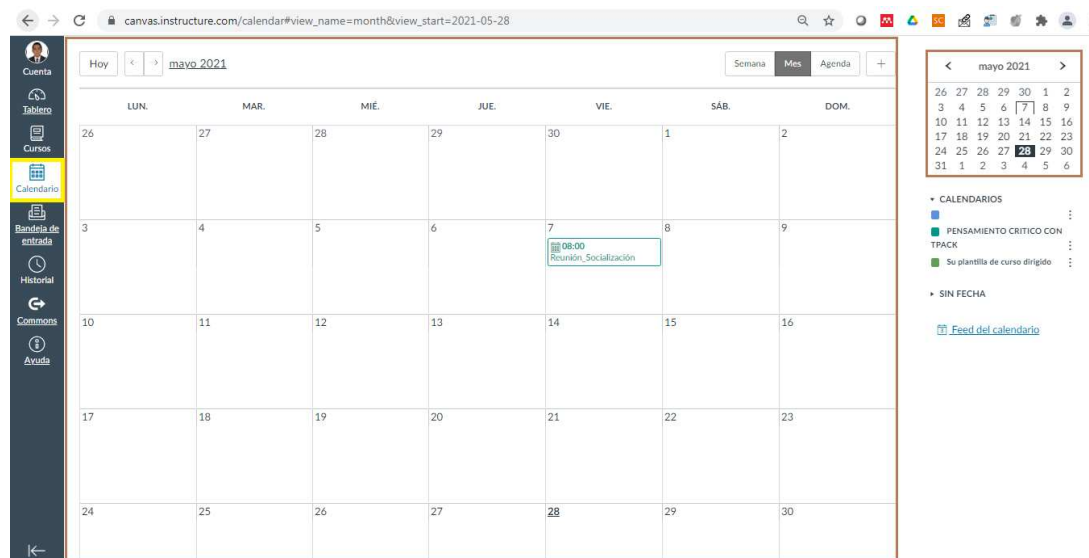 canvas.instructure.com/calendar#view_name=month&view_start=2021-05-28
SC
Cuenta
Tablero
Cursos
Calendario
Bandeja de
entrada
Historial
Commons
Ayuda
Hoy < > mayo 2021 Semana Mes Agenda +
LUN. MAR. MIÉ. JUE. VIE. SÁB. DOM.
26 27 28 29 30 1 2
3 4 5 6 7 8 9
08:00
Reunión_Socialización
10 11 12 13 14 15 16
17 18 19 20 21 22 23
24 25 26 27 28 29 30
< mayo 2021 >
26 27 28 29 30 1 2
3 4 5 6 7 8 9
10 11 12 13 14 15 16
17 18 19 20 21 22 23
24 25 26 27 28 29 30
31 1 2 3 4 5 6
CALENDARIOS
PENSAMIENTO CRITICO CON
TPACK
Su plantilla de curso dirigido
SIN FECHA
Feed del calendario